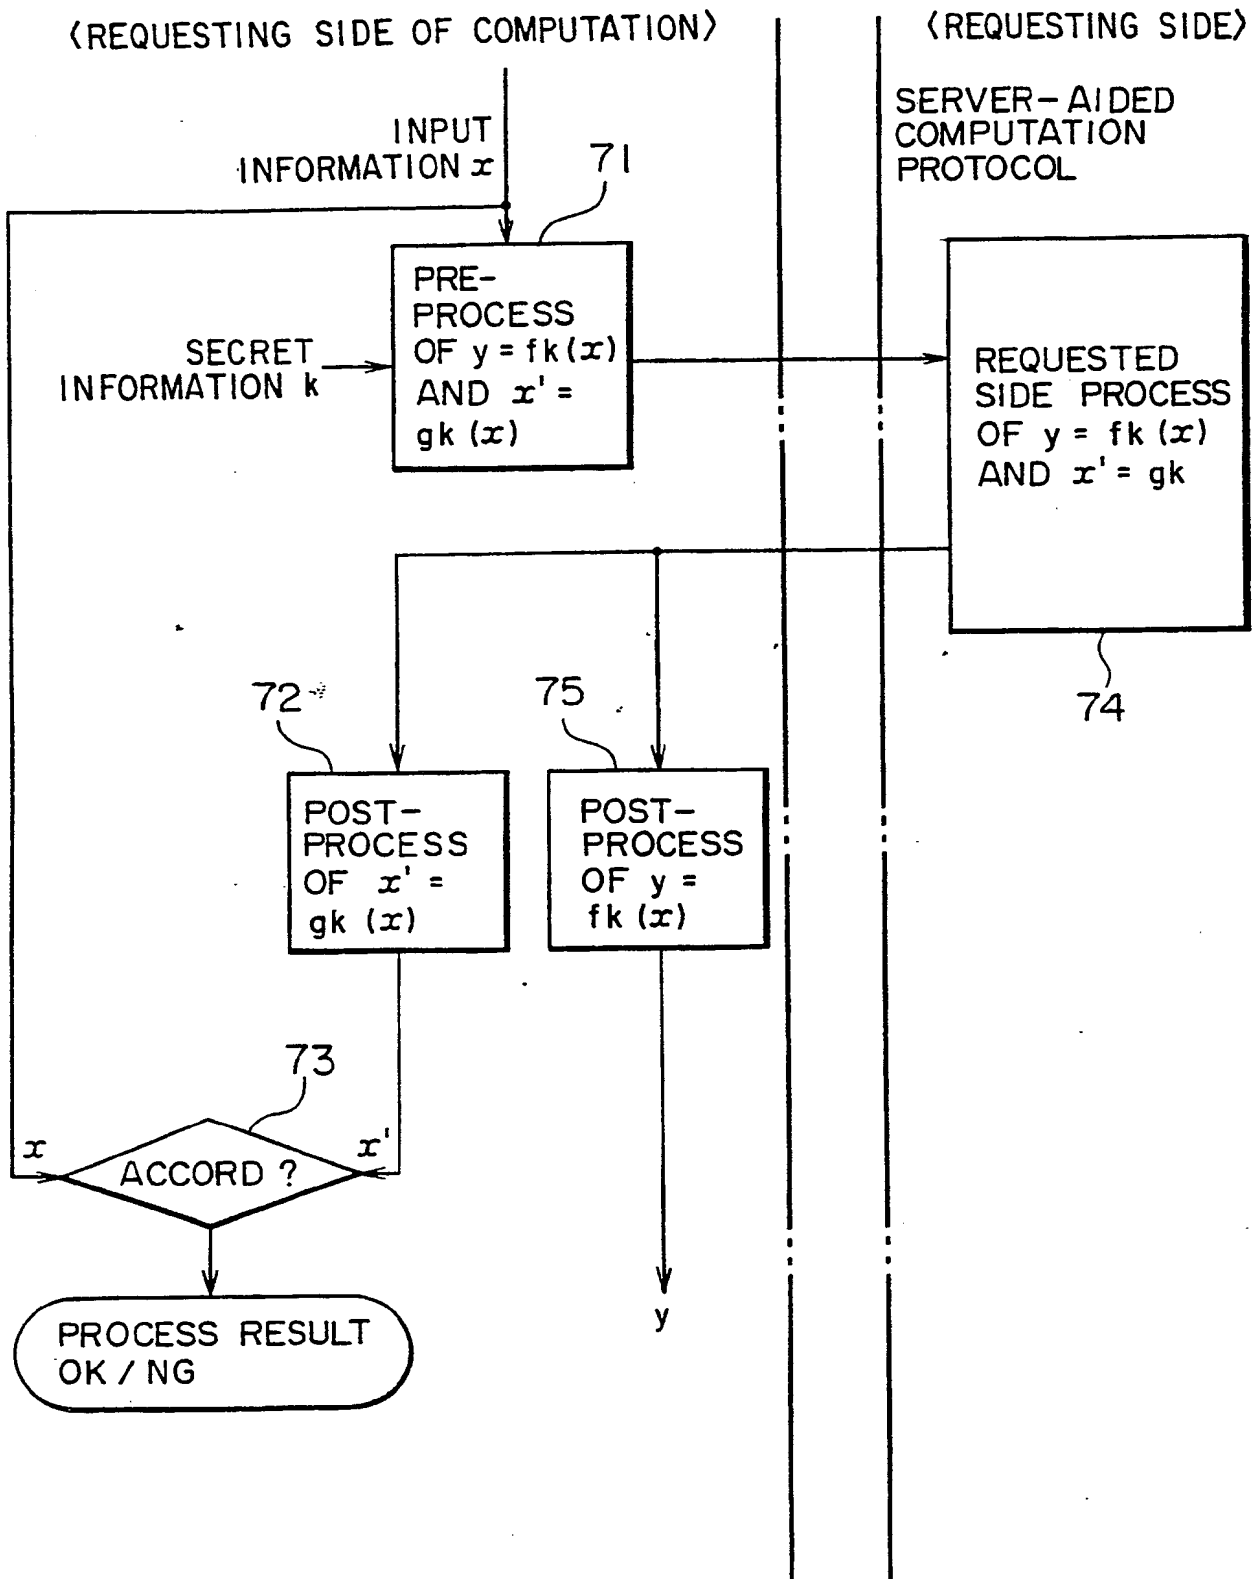 〈REQUESTING SIDE OF COMPUTATION〉
〈REQUESTING SIDE〉
SERVER-AIDED
COMPUTATION
PROTOCOL
INPUT
INFORMATION x
71
PRE-
PROCESS
OF y = fk(x)
AND x' =
gk (x)
SECRET
INFORMATION k
REQUESTED
SIDE PROCESS
OF y = fk (x)
AND x' = gk
74
72
75
POST-
PROCESS
OF x' =
gk (x)
POST-
PROCESS
OF y =
fk (x)
73
x
x'
ACCORD ?
y
PROCESS RESULT
OK / NG